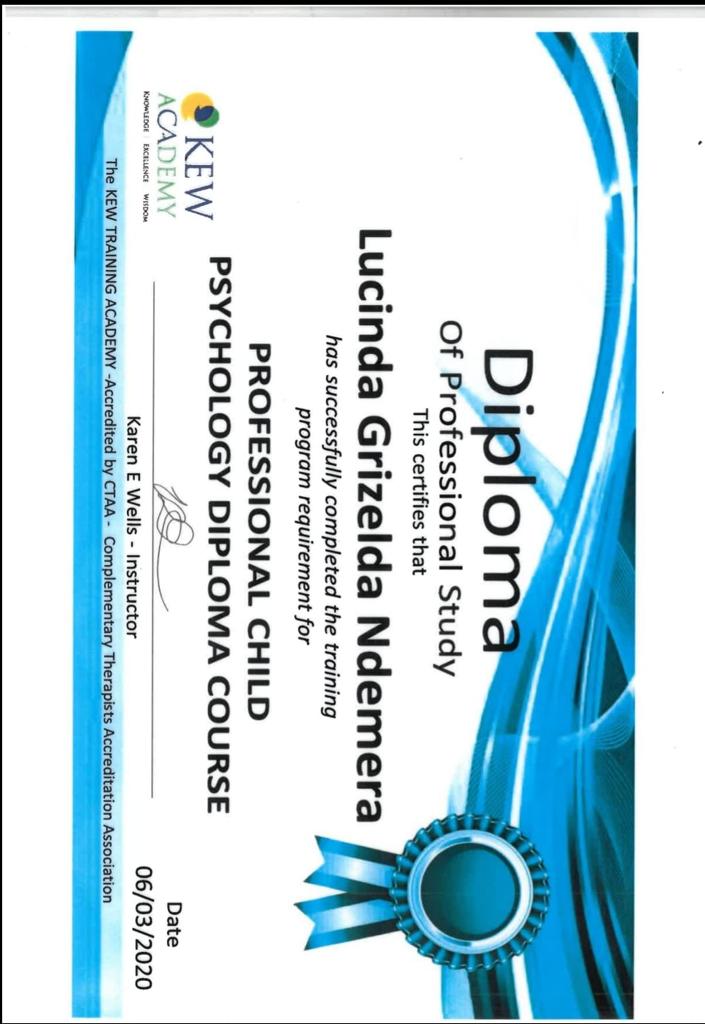 Diploma
Of Professional Study
This certifies that
Lucinda Grizelda Ndemera
has successfully completed the training
program requirement for
PROFESSIONAL CHILD
PSYCHOLOGY DIPLOMA COURSE
KEW
ACADEMY
KNOWLEDGE EXCELLENCE WISDOM
Karen E Wells - Instructor
Date
06/03/2020
The KEW TRAINING ACADEMY -Accredited by CTAA - Complementary Therapists Accreditation Association